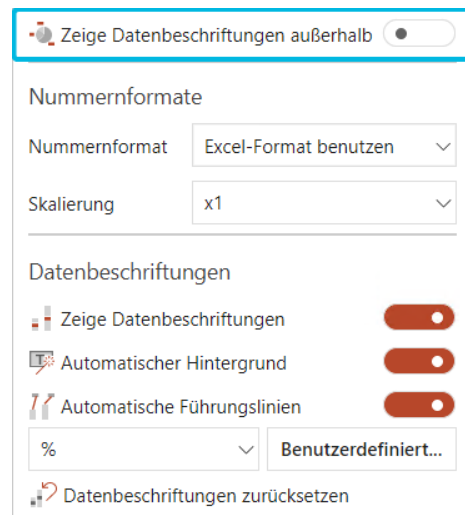 Zeige Datenbeschriftungen außerhalb
Nummernformate
Nummernformat Excel-Format benutzen
Skalierung x1
Datenbeschriftungen
Zeige Datenbeschriftungen
Automatischer Hintergrund
Automatische Führungslinien
% Benutzerdefiniert...
Datenbeschriftungen zurücksetzen